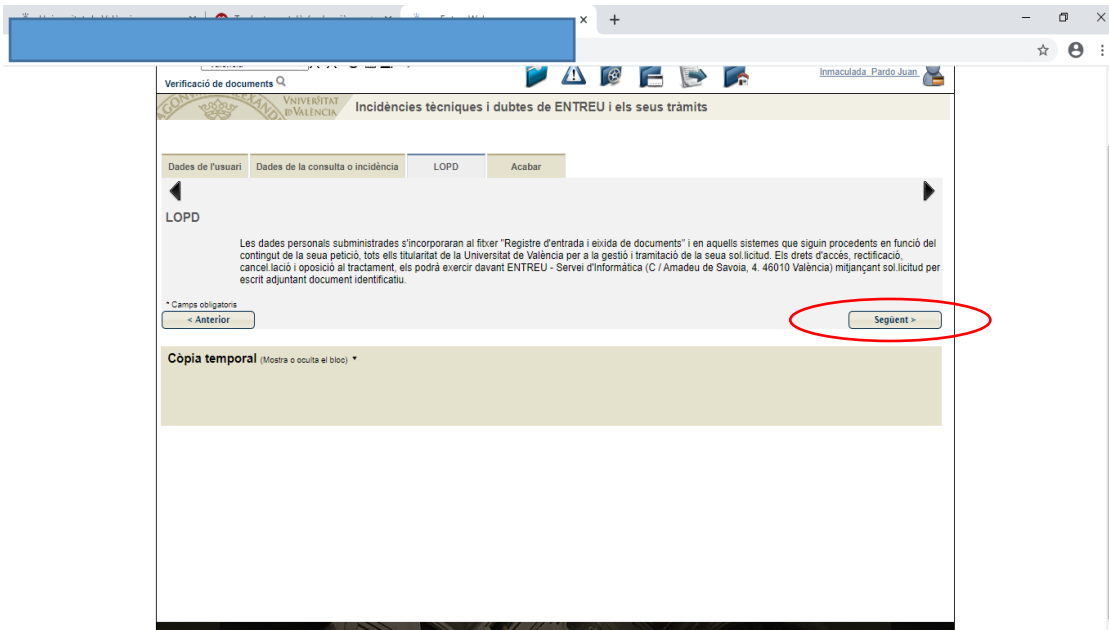 Verificació de documents
Inmaculada Pardo Juan
VNIVERSITAT
ID VALÈNCIA
Incidències tècniques i dubtes de ENTREU i els seus tràmits
Dades de l'usuari Dades de la consulta o incidència LOPD Acabar
LOPD
Les dades personals subministrades s'incorporaran al fitxer "Registre d'entrada i eixida de documents" i en aquells sistemes que siguin procedents en funció del
contingut de la seua petició, tots ells titularitat de la Universitat de València per a la gestió i tramitació de la seua sol.licitud. Els drets d'accés, rectificació,
cancel.lació i oposició al tractament, els podrà exercir davant ENTREU - Servei d'Informàtica (C / Amadeu de Savoia, 4. 46010 València) mitjançant sol.licitud per
escrit adjuntant document identificatiu.
* Camps obligatoris
< Anterior Següent >
Còpia temporal (Mostra o oculta el bloc)